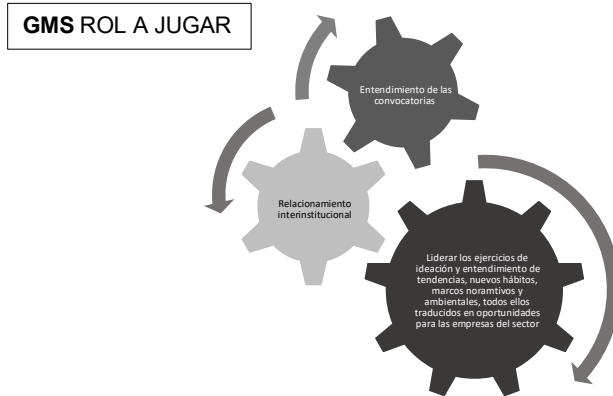 GMS ROL A JUGAR
Entendimiento de las
convocatorias
Relacionamiento
interinstitucional
Liderar los ejercicios de
ideación y entendimiento de
tendencias, nuevos hábitos,
marcos noramtivos y
ambientales, todos ellos
traducidos en oportunidades
para las empresas del sector